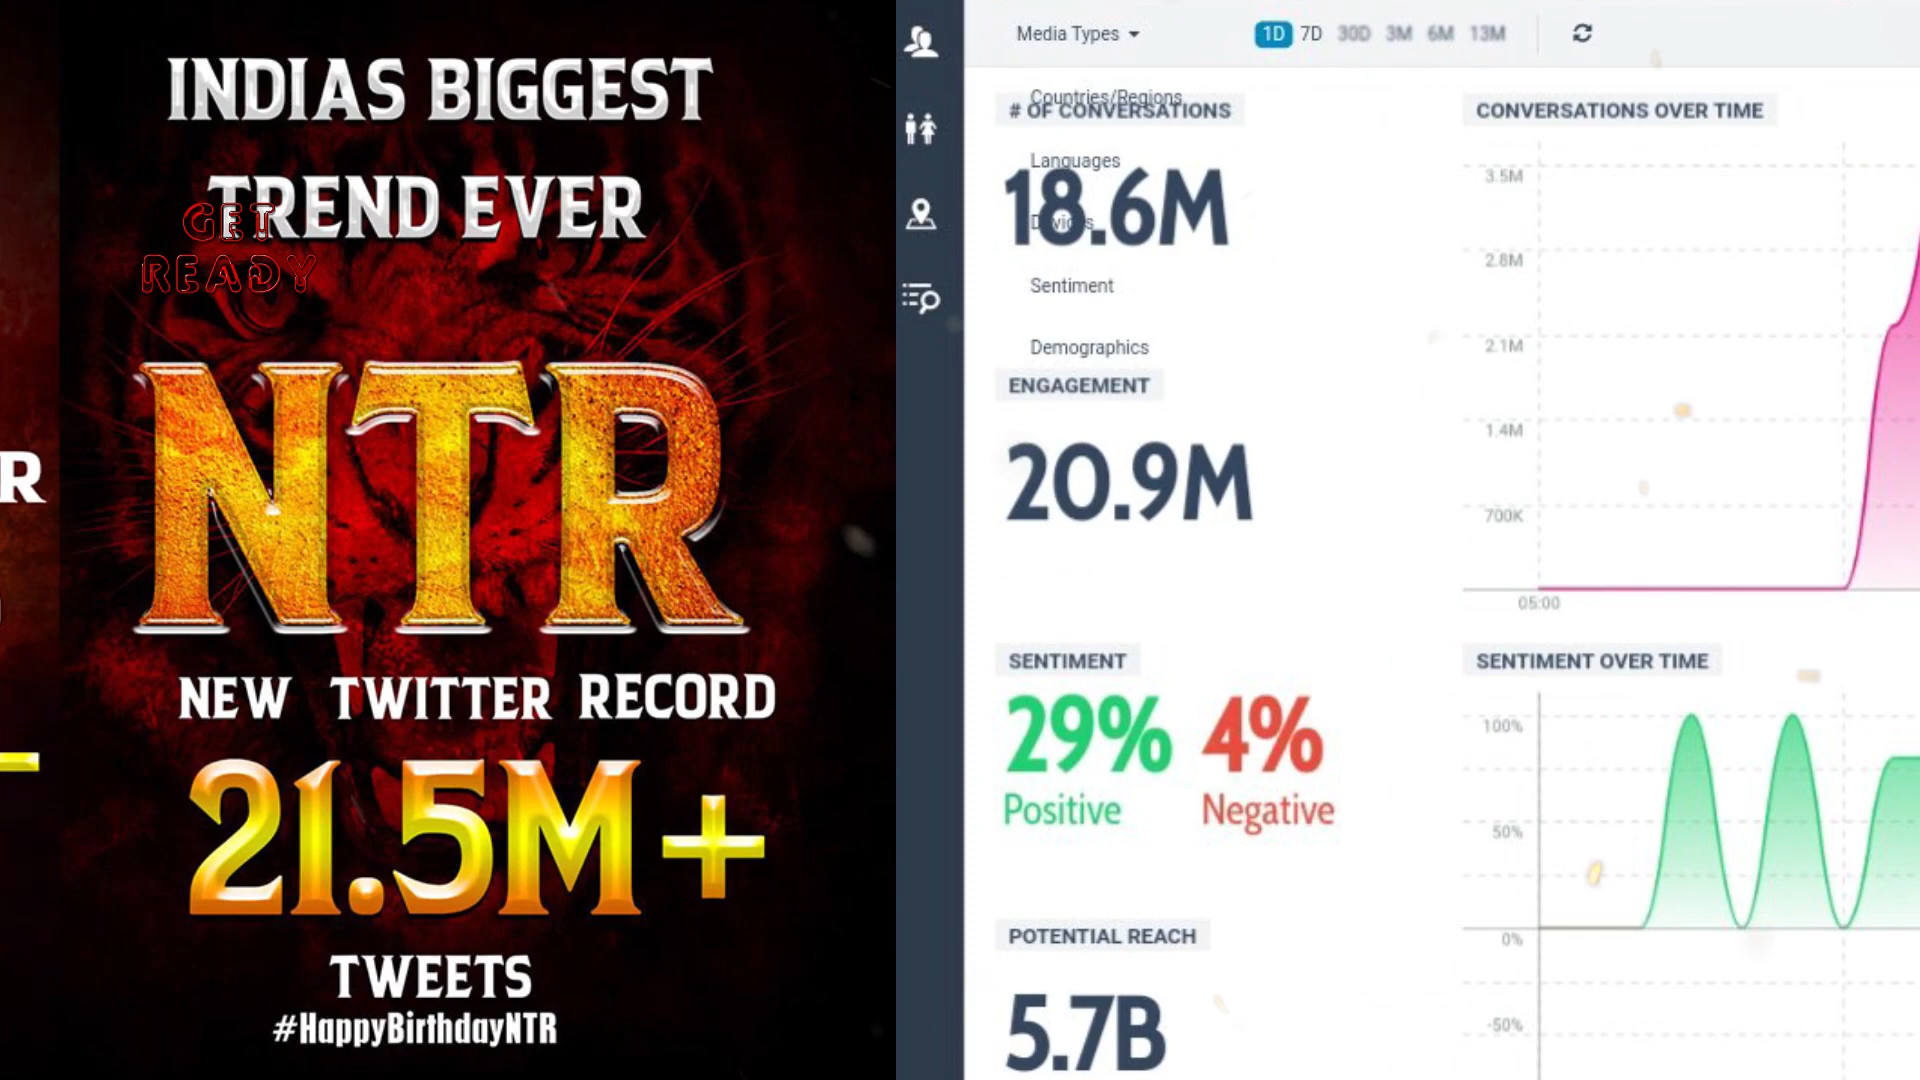 INDIAS BIGGEST
TREND EVER
GET
READY
R
NTR
NEW TWITTER RECORD
21.5M+
TWEETS
#HappyBirthdayNTR
Media Types
1D 7D 30D 3M 6M 13M
Countries/Regions
# OF CONVERSATIONS
Languages
18.6M
Devices
Sentiment
Demographics
ENGAGEMENT
20.9M
SENTIMENT
29% 4%
Positive Negative
POTENTIAL REACH
5.7B
CONVERSATIONS OVER TIME
3.5M
2.8M
2.1M
1.4M
700K
05:00
SENTIMENT OVER TIME
100%
50%
0%
-50%